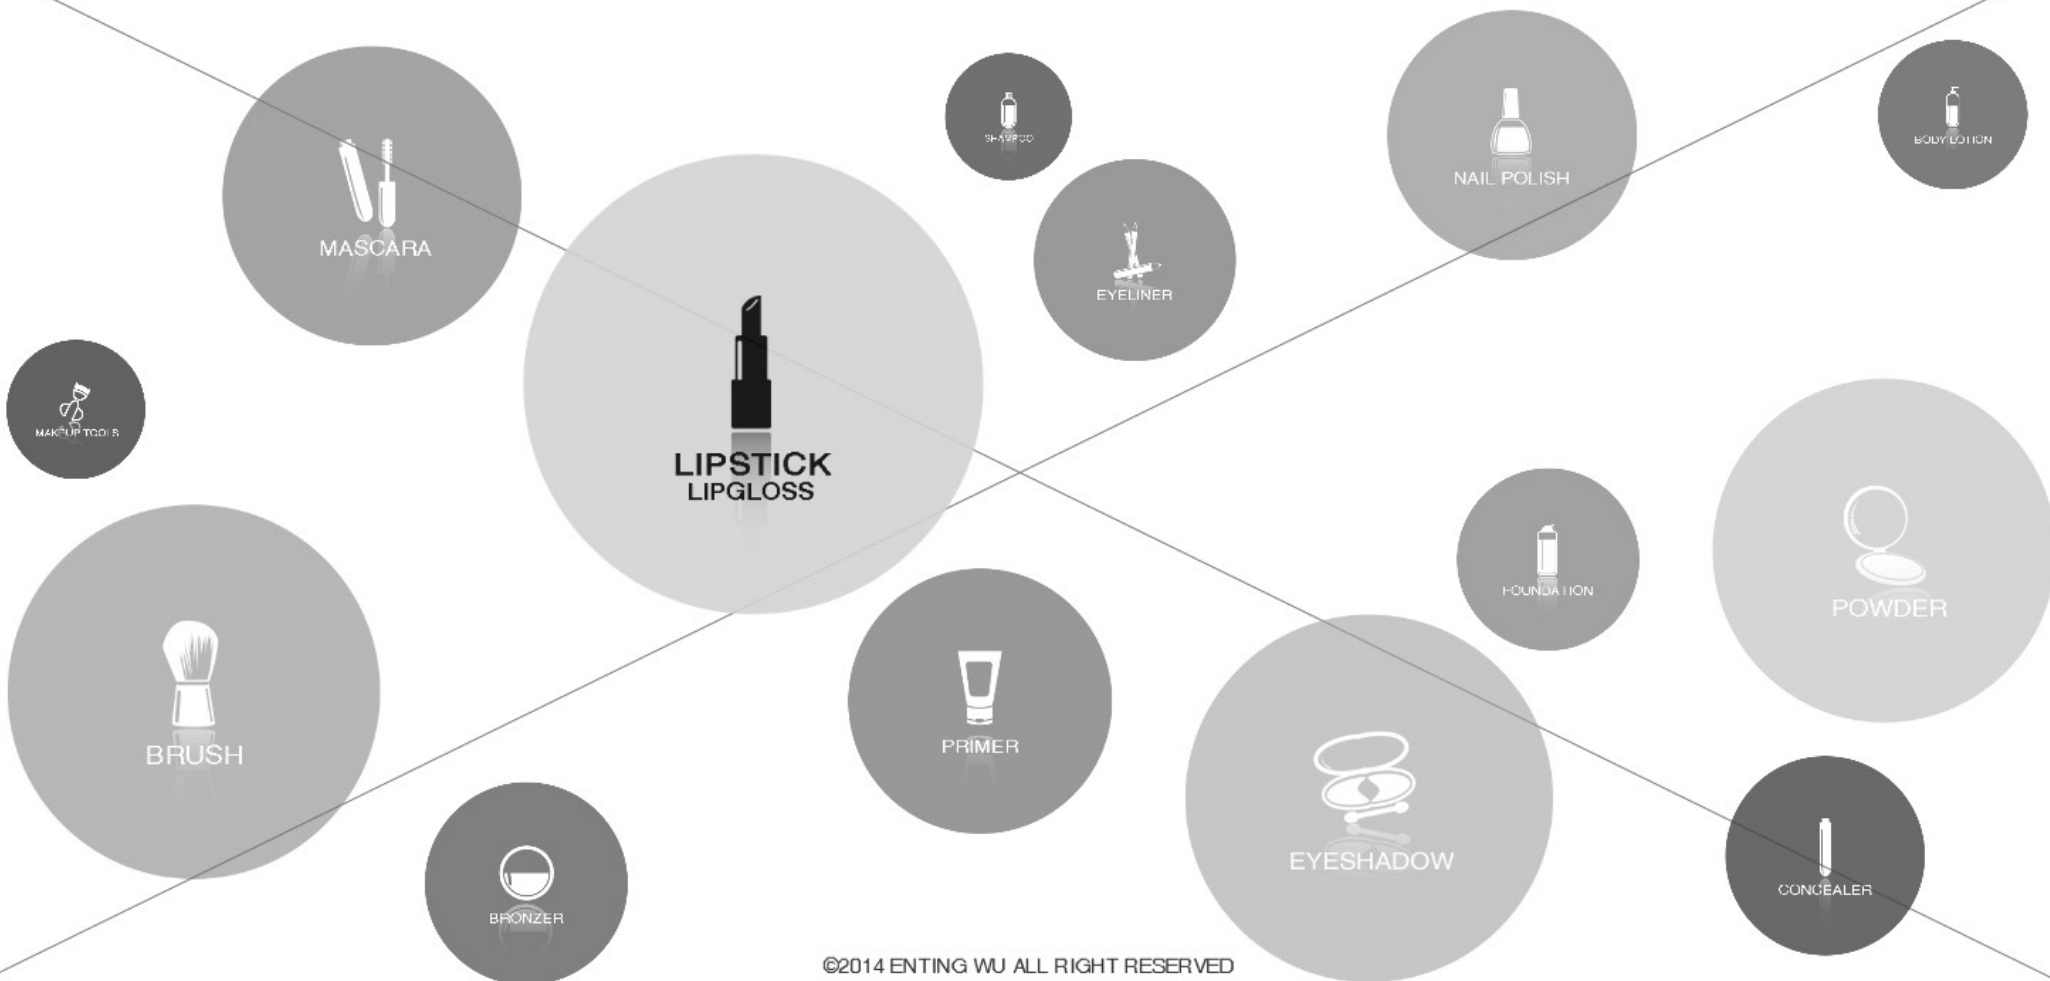 SHAMPOO
BODY LOTION
NAIL POLISH
MASCARA
EYELINER
MAKEUP TOOLS
LIPSTICK
LIPGLOSS
FOUNDATION
POWDER
BRUSH
PRIMER
EYESHADOW
CONCEALER
BRONZER
©2014 ENTING WU ALL RIGHT RESERVED